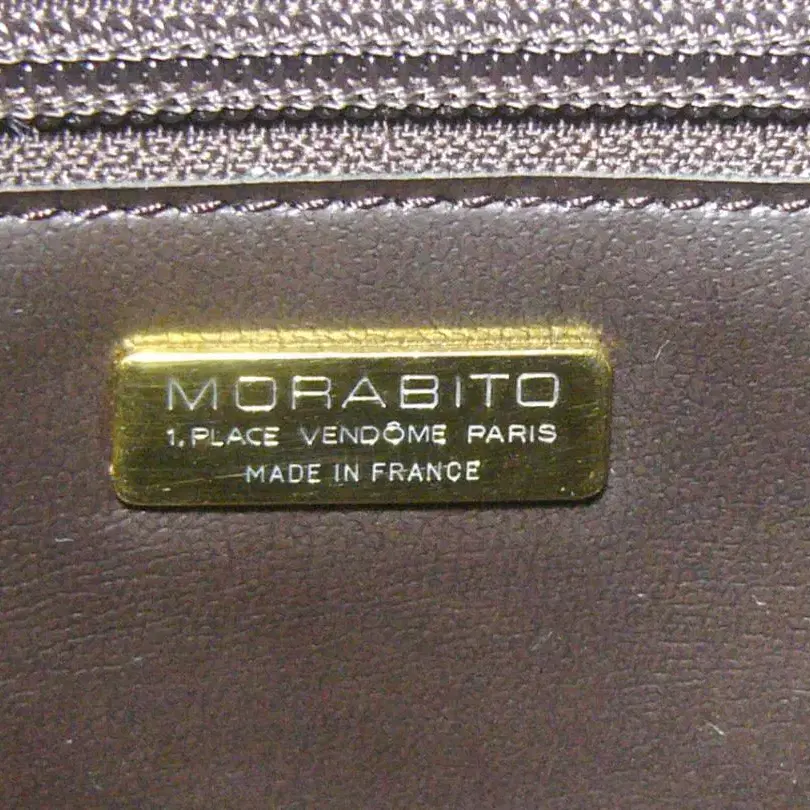 MORABITO
1. PLACE VENDÔME PARIS
MADE IN FRANCE